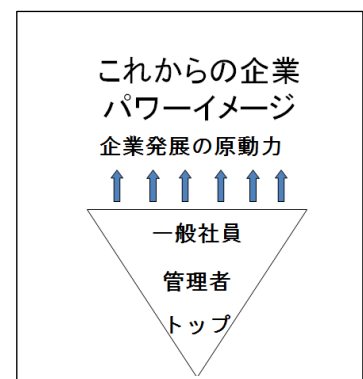 これからの企業
パワーイメージ
企業発展の原動力
一般社員
管理者
トップ